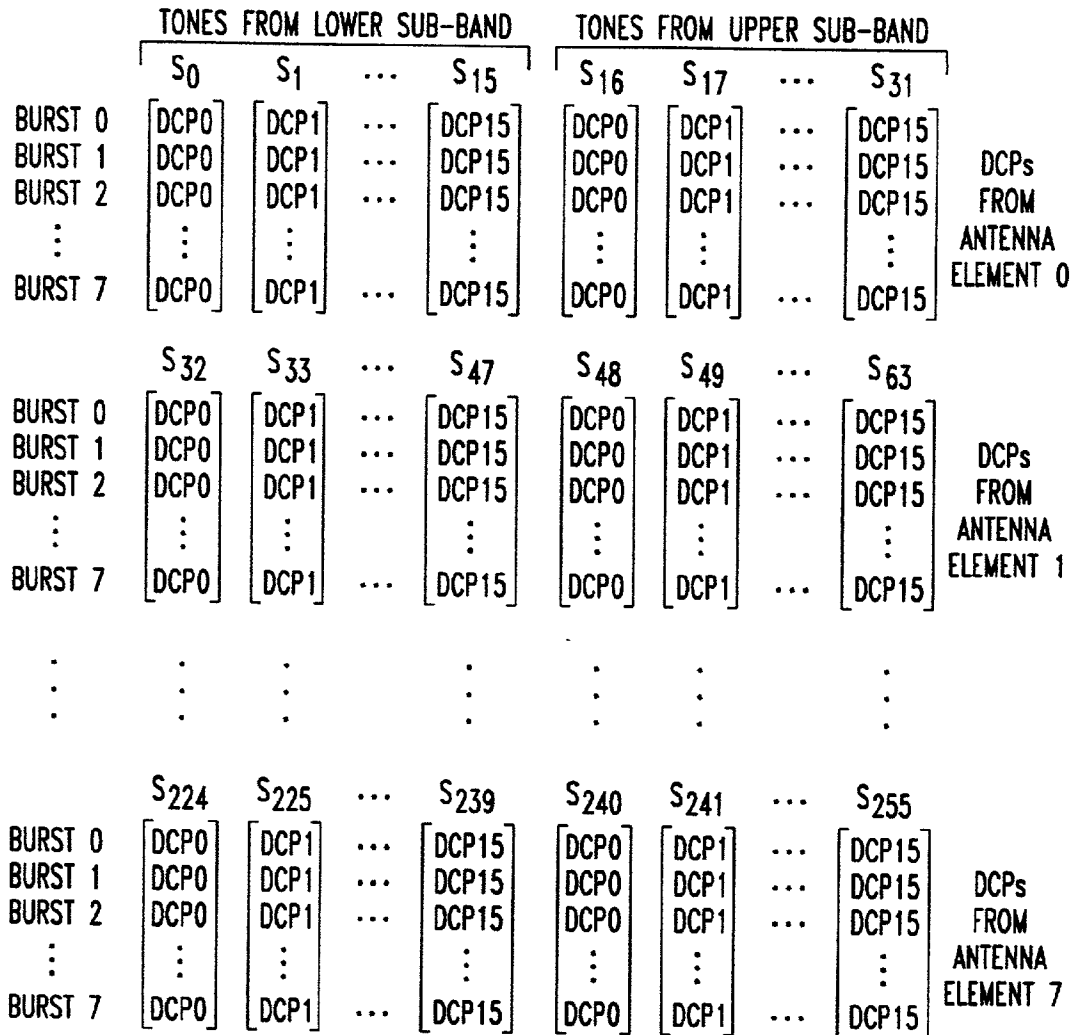 TONES FROM LOWER SUB-BAND TONES FROM UPPER SUB-BAND
S0 S1 ... S15 S16 S17 ... S31
BURST 0 [DCP0] [DCP1] ... [DCP15] [DCP0] [DCP1] ... [DCP15]
BURST 1 DCP0 DCP1 ... DCP15 DCP0 DCP1 ... DCP15 DCPs
BURST 2 DCP0 DCP1 ... DCP15 DCP0 DCP1 ... DCP15 FROM
⋮ ⋮ ⋮ ⋮ ⋮ ⋮ ⋮ ANTENNA
BURST 7 [DCP0] [DCP1] ... [DCP15] [DCP0] [DCP1] ... [DCP15] ELEMENT 0
S32 S33 ... S47 S48 S49 ... S63
BURST 0 [DCP0] [DCP1] ... [DCP15] [DCP0] [DCP1] ... [DCP15]
BURST 1 DCP0 DCP1 ... DCP15 DCP0 DCP1 ... DCP15 DCPs
BURST 2 DCP0 DCP1 ... DCP15 DCP0 DCP1 ... DCP15 FROM
⋮ ⋮ ⋮ ⋮ ⋮ ⋮ ⋮ ANTENNA
BURST 7 [DCP0] [DCP1] ... [DCP15] [DCP0] [DCP1] ... [DCP15] ELEMENT 1
⋮ ⋮ ⋮ ⋮ ⋮ ⋮ ⋮
S224 S225 ... S239 S240 S241 ... S255
BURST 0 [DCP0] [DCP1] ... [DCP15] [DCP0] [DCP1] ... [DCP15]
BURST 1 DCP0 DCP1 ... DCP15 DCP0 DCP1 ... DCP15 DCPs
BURST 2 DCP0 DCP1 ... DCP15 DCP0 DCP1 ... DCP15 FROM
⋮ ⋮ ⋮ ⋮ ⋮ ⋮ ⋮ ANTENNA
BURST 7 [DCP0] [DCP1] ... [DCP15] [DCP0] [DCP1] ... [DCP15] ELEMENT 7